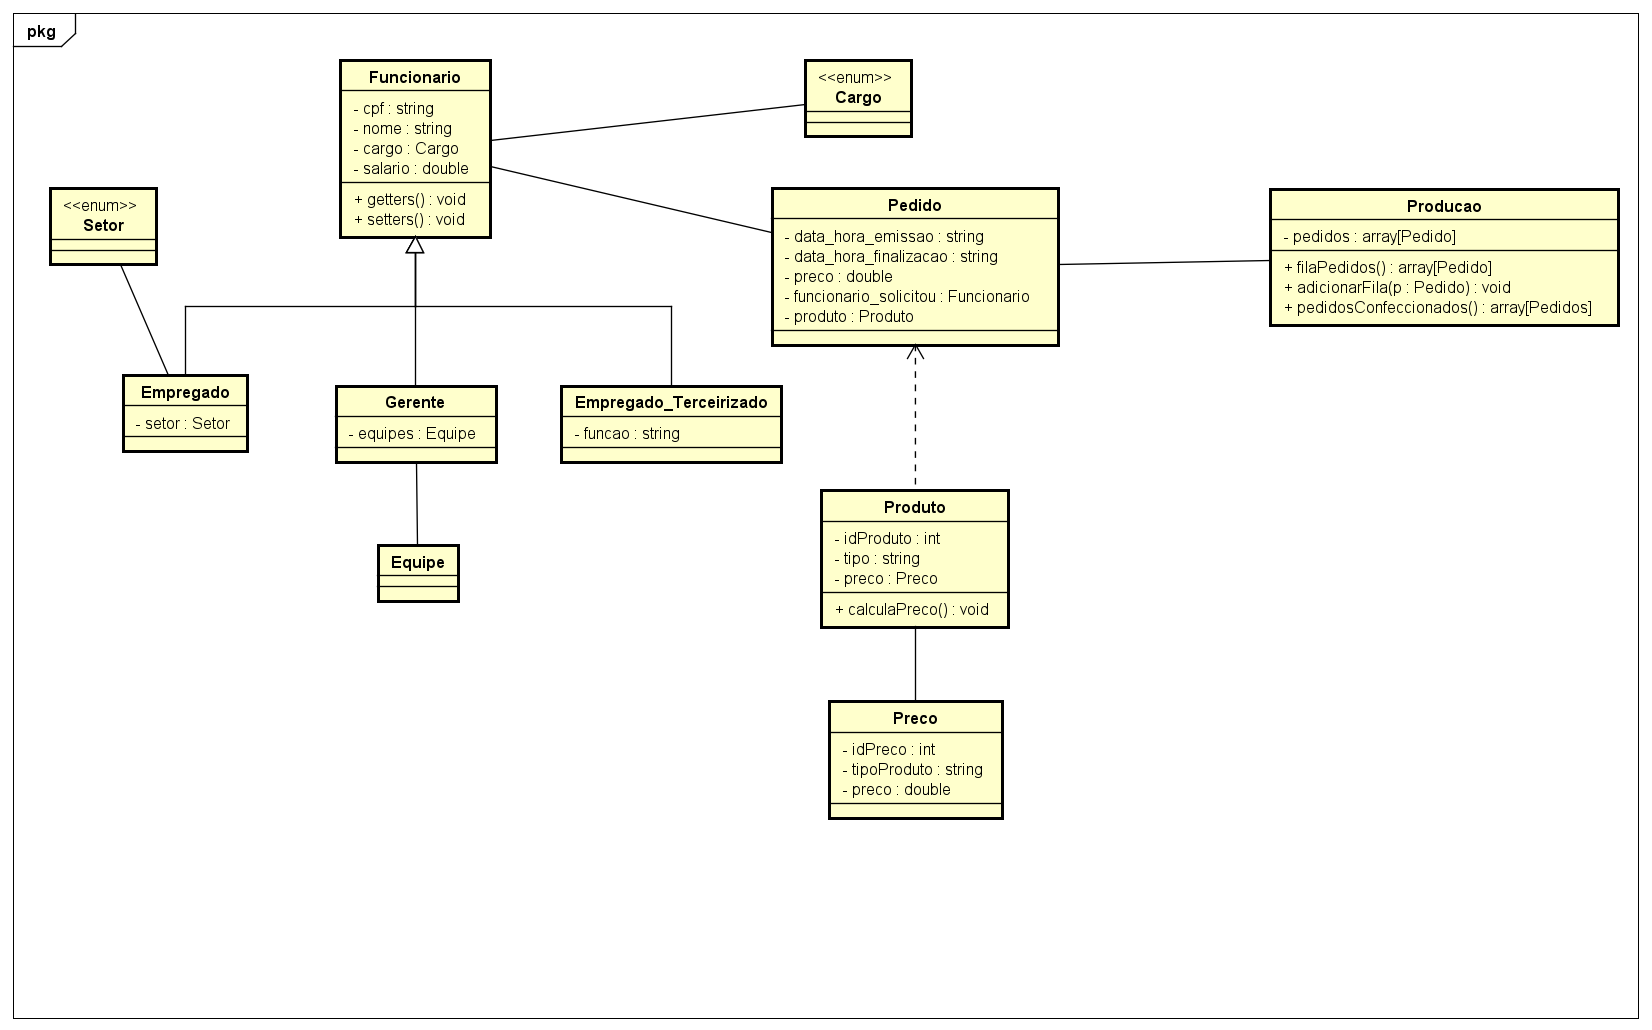 pkg
Funcionario
- cpf : string
- nome : string
- cargo : Cargo
- salario : double
+ getters() : void
+ setters() : void
<<enum>>
Cargo
<<enum>>
Setor
Pedido
- data_hora_emissao : string
- data_hora_finalizacao : string
- preco : double
- funcionario_solicitou : Funcionario
- produto : Produto
Producao
- pedidos : array[Pedido]
+ filaPedidos() : array[Pedido]
+ adicionarFila(p : Pedido) : void
+ pedidosConfeccionados() : array[Pedidos]
Empregado
- setor : Setor
Gerente
- equipes : Equipe
Empregado_Terceirizado
- funcao : string
Equipe
Produto
- idProduto : int
- tipo : string
- preco : Preco
+ calculaPreco() : void
Preco
- idPreco : int
- tipoProduto : string
- preco : double